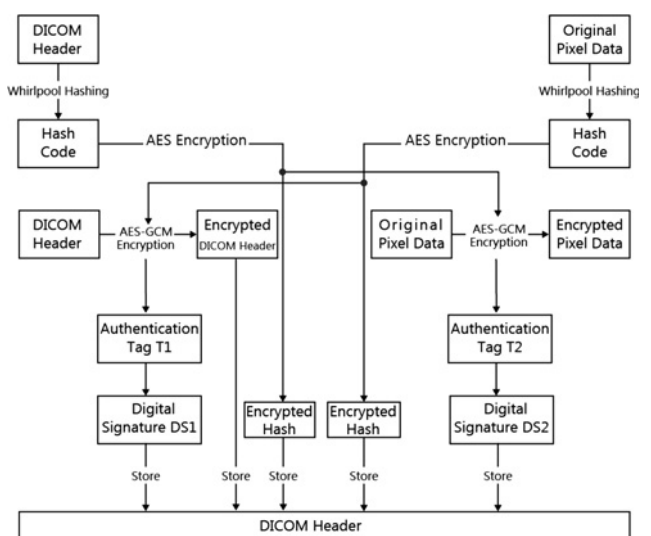 DICOM
Header
Original
Pixel Data
Whirlpool Hashing
Whirlpool Hashing
Hash
Code
AES Encryption
AES Encryption
Hash
Code
DICOM
Header
AES-GCM
Encryption
Encrypted
DICOM Header
Original
Pixel Data
AES-GCM
Encryption
Encrypted
Pixel Data
Authentication
Tag T1
Authentication
Tag T2
Digital
Signature DS1
Encrypted
Hash
Encrypted
Hash
Digital
Signature DS2
Store
Store
Store
Store
Store
DICOM Header